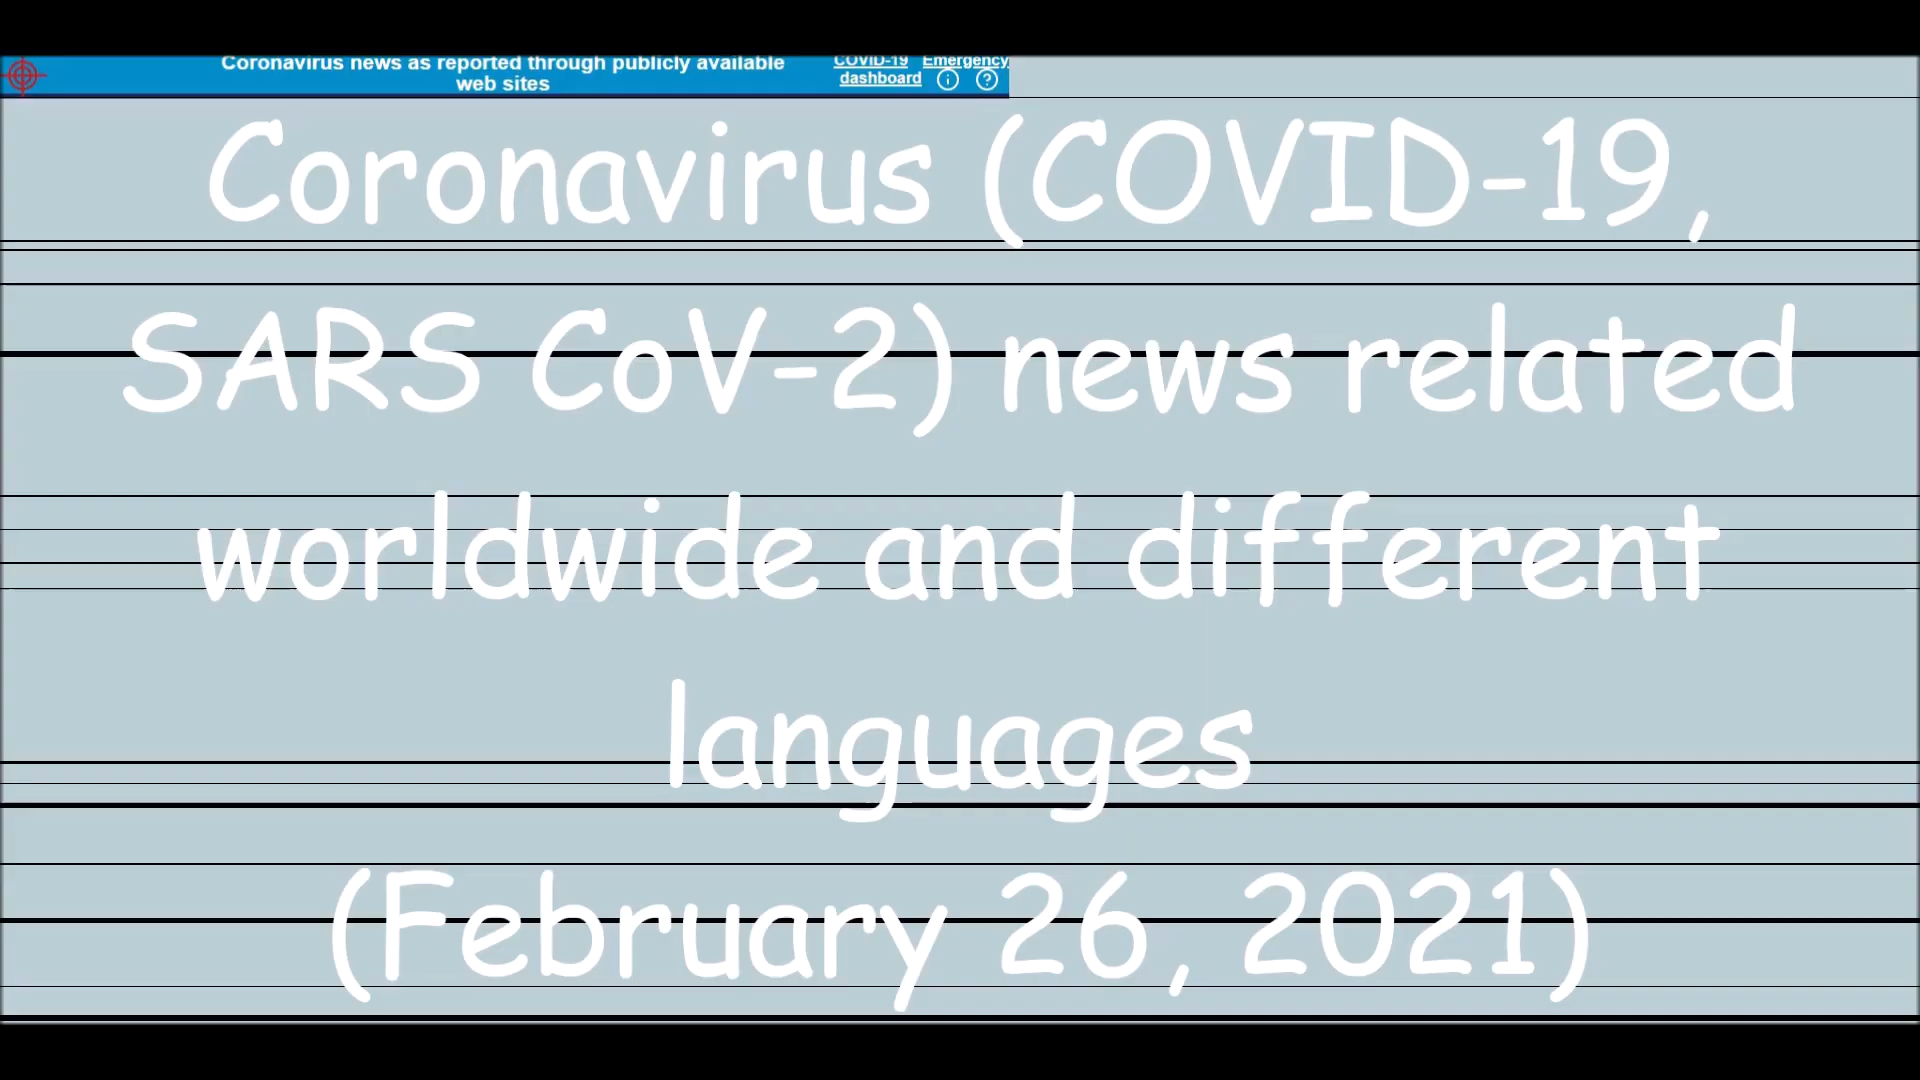 Coronavirus news as reported through publicly available
web sites
COVID-19 Emergency
dashboard
Coronavirus (COVID-19,
SARS CoV-2) news related
worldwide and different
languages
(February 26, 2021)